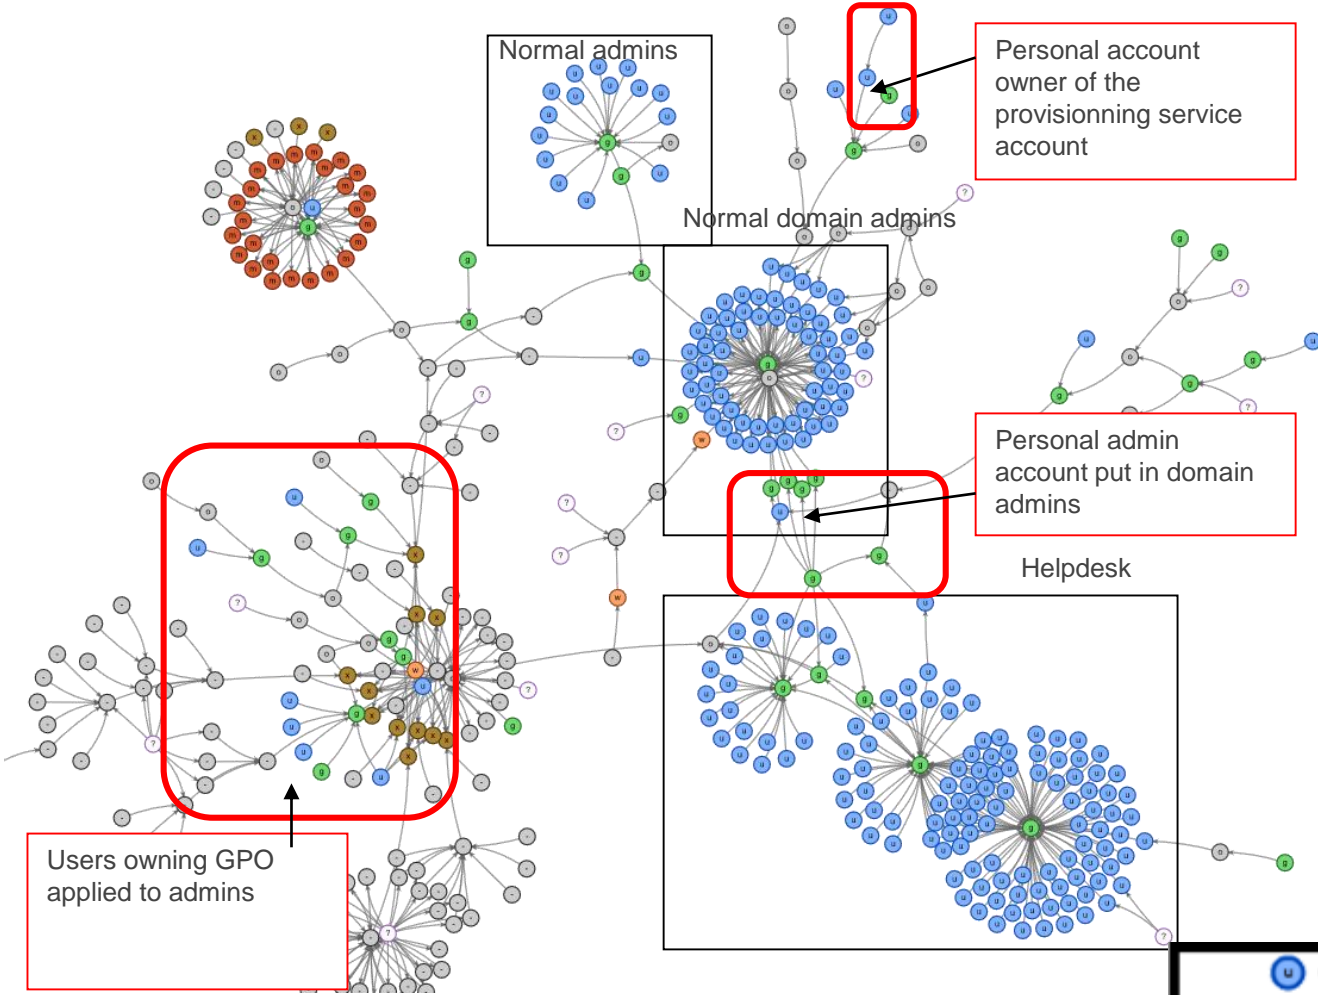 Normal admins
Personal account
owner of the
provisionning service
account
Normal domain admins
Personal admin
account put in domain
admins
Helpdesk
Users owning GPO
applied to admins
u